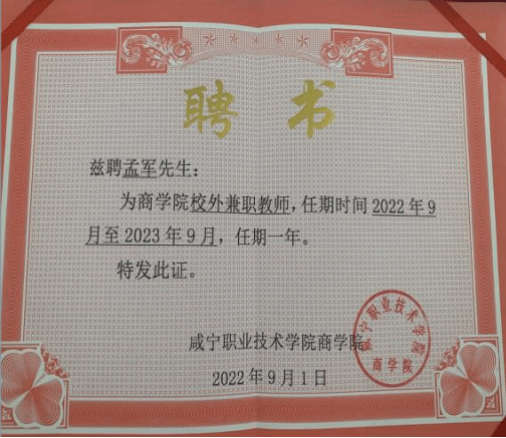 聘书
兹聘孟军先生：
为商学院校外兼职教师，任期时间2022年9
月至2023年9月，任期一年。
特发此证。
咸宁职业技术学院商学院
2022年9月1日
咸宁职业技术学院
商学院